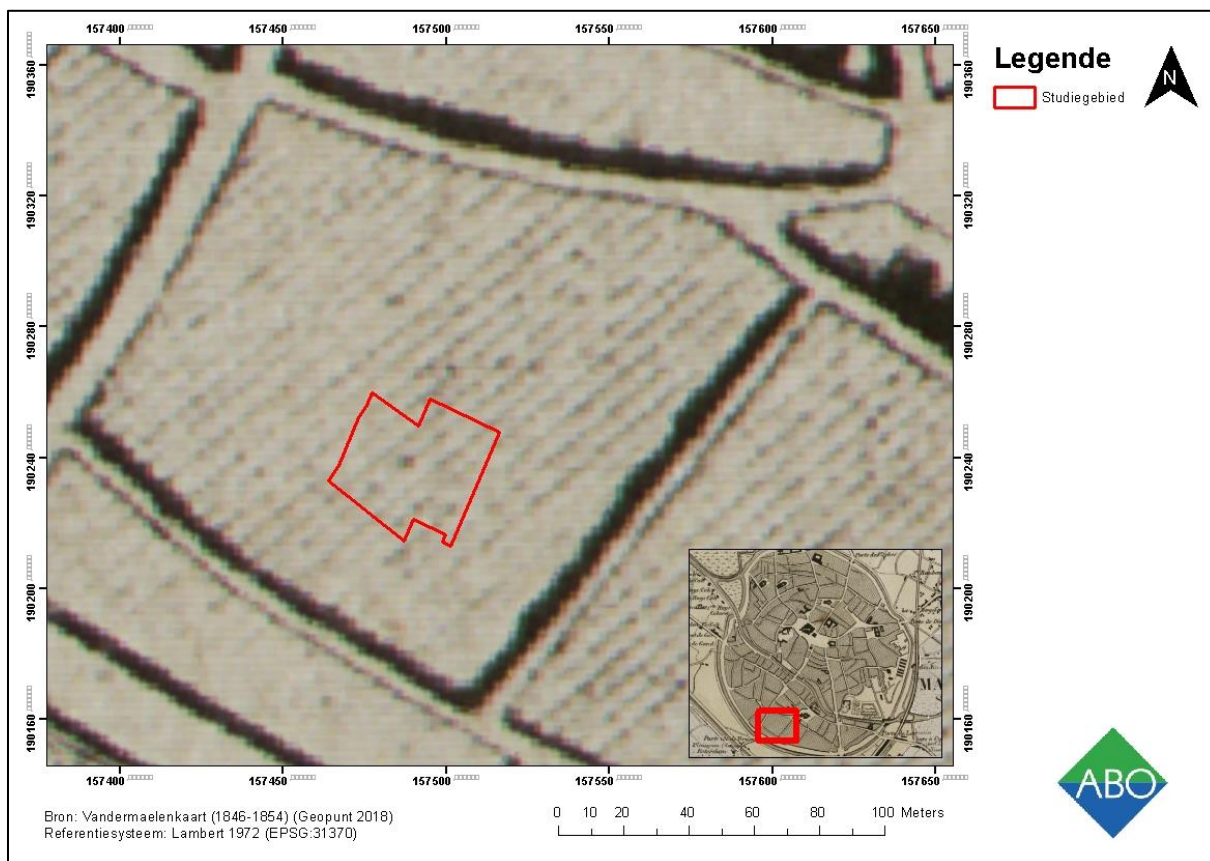 157400 157450 157500 157550 157600 157650
190360 190360
190320 190320
190280 190280
190240 190240
190200 190200
190160 190160
157400 157450 157500 157550 157600 157650
Legende
N
Studiegebied
MA
ABO
Bron: Vandermaelenkaart (1846-1854) (Geopunt 2018)
Referentiesysteem: Lambert 1972 (EPSG:31370)
0 10 20 40 60 80 100 Meters